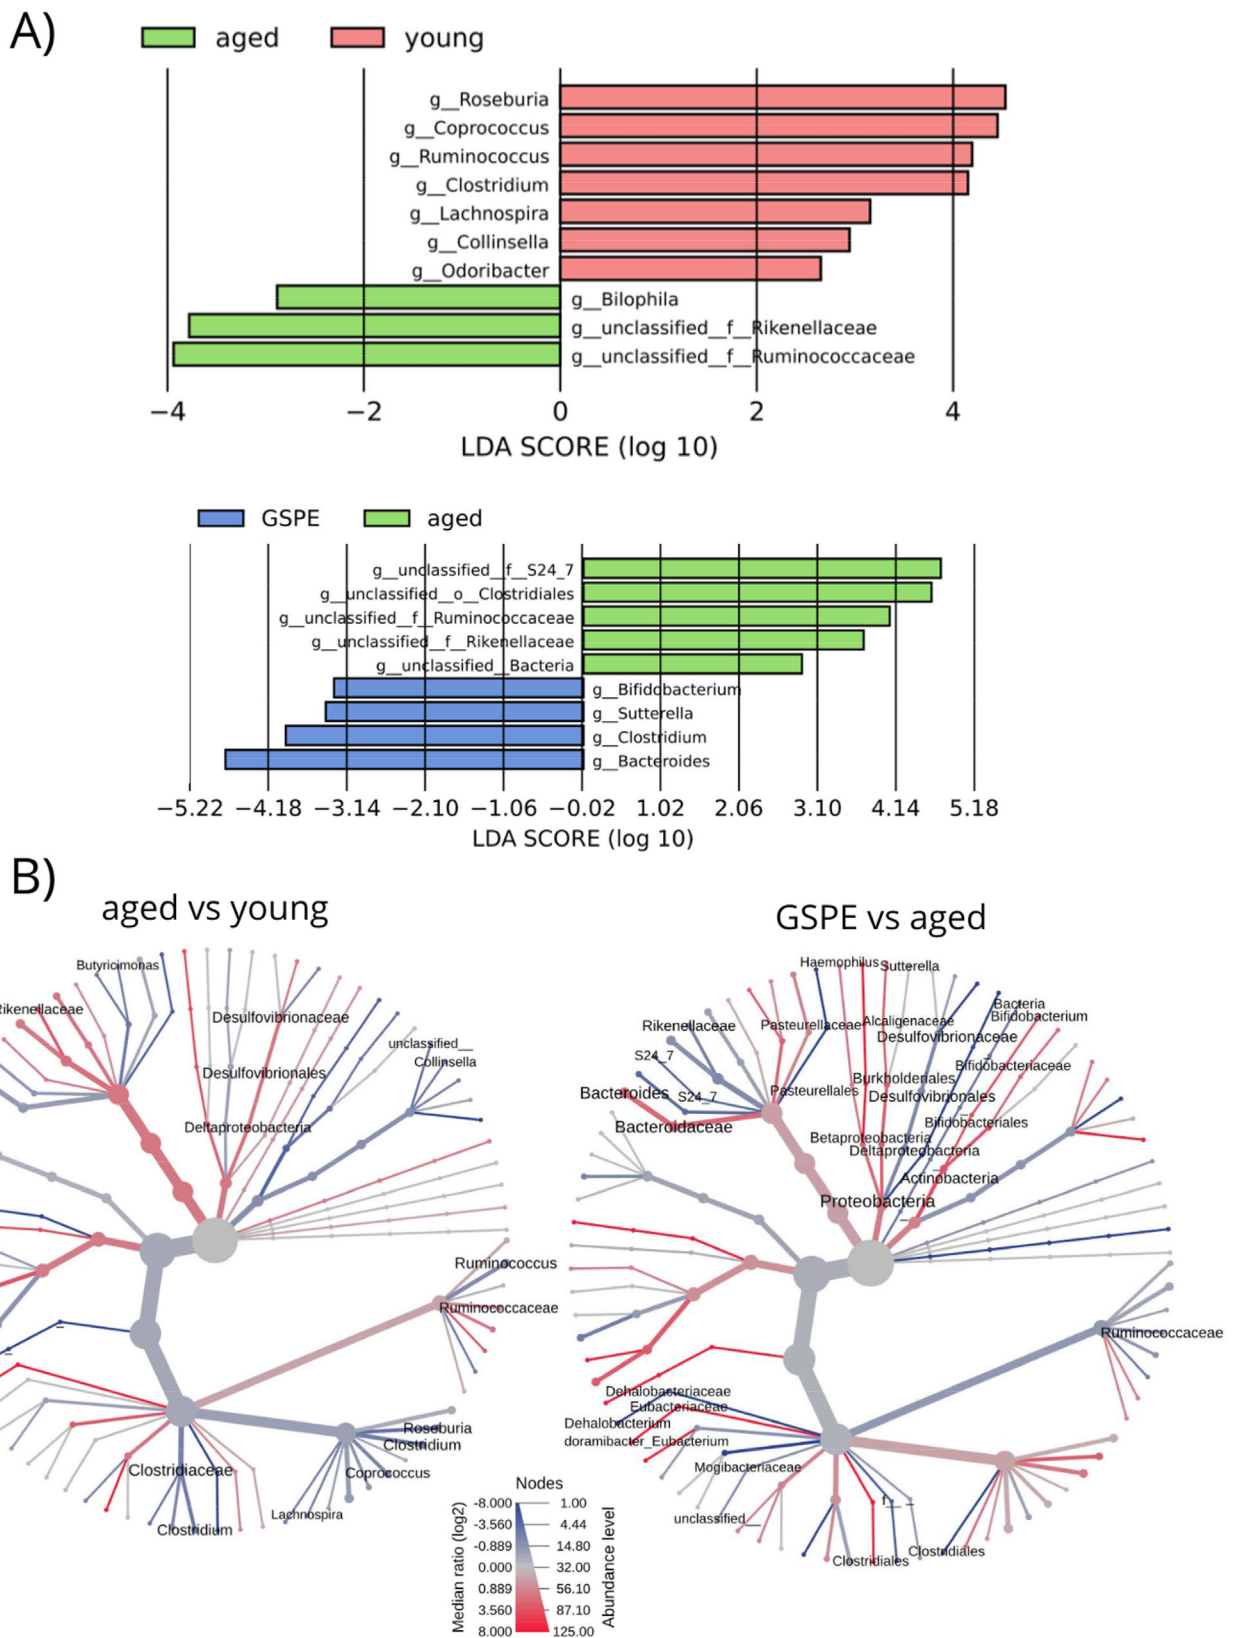 A)
aged young
g__Roseburia
g__Coprococcus
g__Ruminococcus
g__Clostridium
g__Lachnospira
g__Collinsella
g__Odoribacter
g__Bilophila
g__unclassified__f__Rikenellaceae
g__unclassified__f__Ruminococcaceae
−4 −2 0 2 4
LDA SCORE (log 10)
GSPE aged
g__unclassified__f__S24_7
g__unclassified__o__Clostridiales
g__unclassified__f__Ruminococcaceae
g__unclassified__f__Rikenellaceae
g__unclassified__Bacteria
g__Bifidobacterium
g__Sutterella
g__Clostridium
g__Bacteroides
−5.22 −4.18 −3.14 −2.10 −1.06 −0.02 1.02 2.06 3.10 4.14 5.18
LDA SCORE (log 10)
B)
aged vs young
Butyricimonas
Rikenellaceae
Desulfovibrionaceae
unclassified__
Collinsella
Desulfovibrionales
Deltaproteobacteria
Ruminococcus
Ruminococcaceae
Roseburia
Clostridium
Coprococcus
Clostridiaceae
Lachnospira
Clostridium
GSPE vs aged
Haemophilus Sutterella
Bacteria
Bifidobacterium
Rikenellaceae
Pasteurellaceae
Alcaligenaceae
Desulfovibrionaceae
S24_7
Bifidobacteriaceae
Burkholderiales
Bacteroides
S24_7
Pasteurellales
Desulfovibrionales
Bacteroidaceae
Bifidobacteriales
Betaproteobacteria
Deltaproteobacteria
Actinobacteria
Proteobacteria
Ruminococcaceae
Dehalobacteriaceae
Eubacteriaceae
Dehalobacterium
doramibacter_Eubacterium
Mogibacteriaceae
f__
unclassified__
Clostridiales
Clostridiales
Nodes
Median ratio (log2)
Abundance level
-8.000 1.00
-3.560 4.44
-0.889 14.80
0.000 32.00
0.889 56.10
3.560 87.10
8.000 125.00